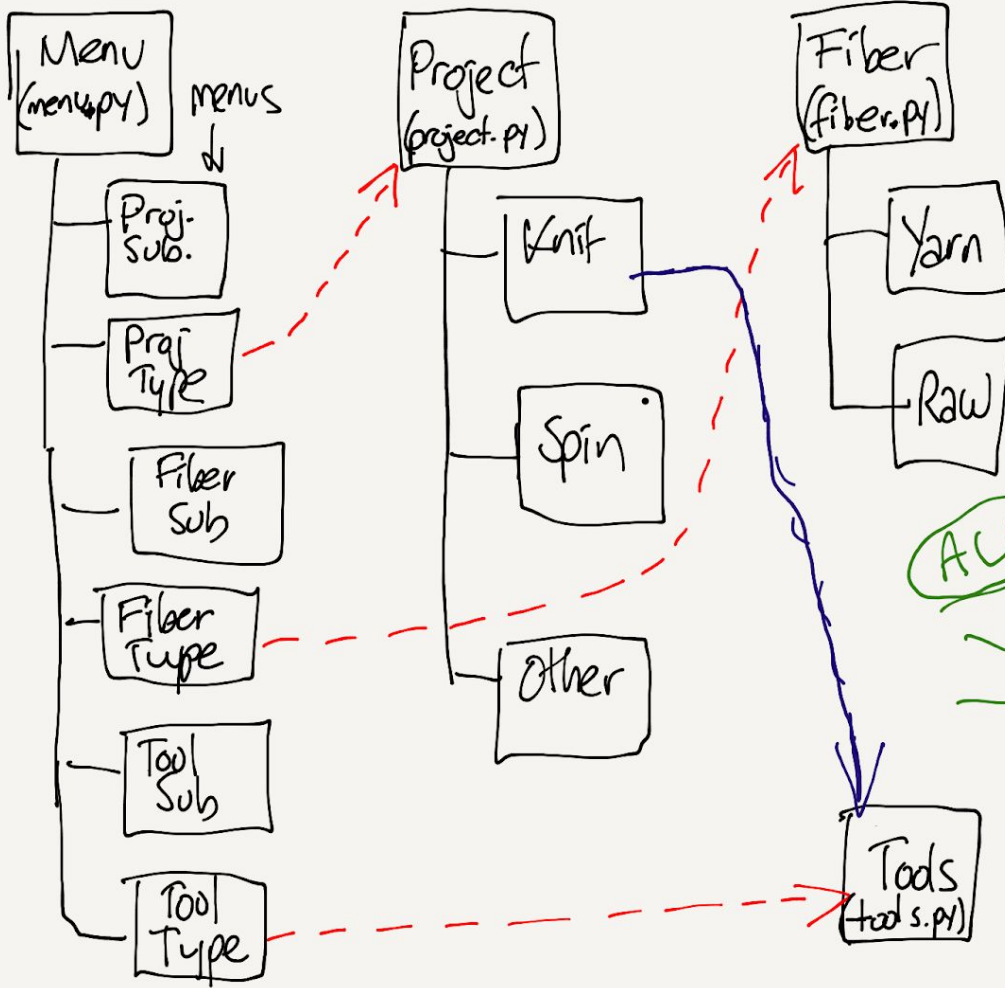 Menu
(menu.py)
menus
Proj.
Sub.
Proj
Type
Fiber
Sub
Fiber
Type
Tool
Sub
Tool
Type
Project
(project.py)
Knit
Spin
Other
Fiber
(fiber.py)
Yarn
Raw
Tools
(tools.py)